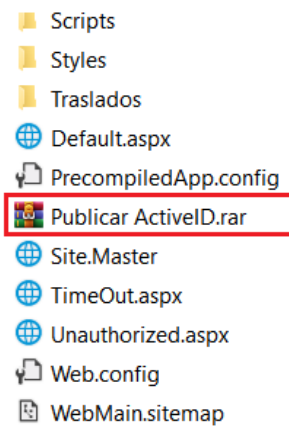 Scripts
Styles
Traslados
Default.aspx
PrecompiledApp.config
Publicar ActiveID.rar
Site.Master
TimeOut.aspx
Unauthorized.aspx
Web.config
WebMain.sitemap